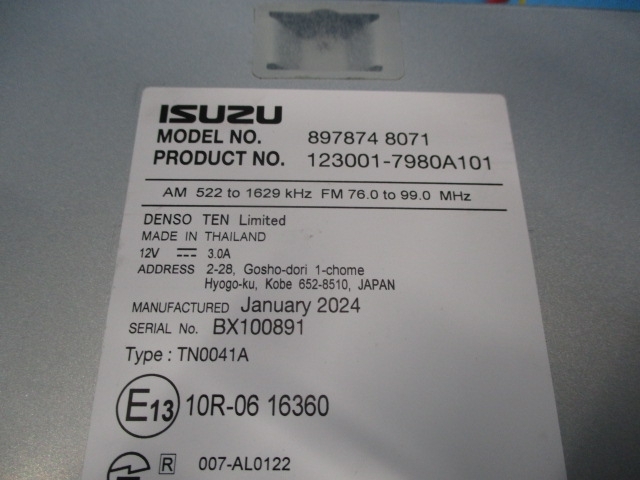 ISUZU
MODEL NO. 897874 8071
PRODUCT NO. 123001-7980A101
AM 522 to 1629 kHz FM 76.0 to 99.0 MHz
DENSO TEN Limited
MADE IN THAILAND
12V ⎓ 3.0A
ADDRESS 2-28, Gosho-dori 1-chome
Hyogo-ku, Kobe 652-8510, JAPAN
MANUFACTURED January 2024
SERIAL No. BX100891
Type : TN0041A
E13 10R-06 16360
R 007-AL0122